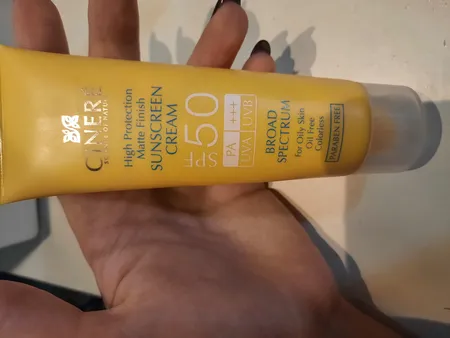 CINERE
High Protection
Matte Finish
SUNSCREEN
CREAM
SPF 50+
PA +++
UVA UVB
BROAD
SPECTRUM
For Oily Skin
Oil Free
Colorless
PARABEN FREE